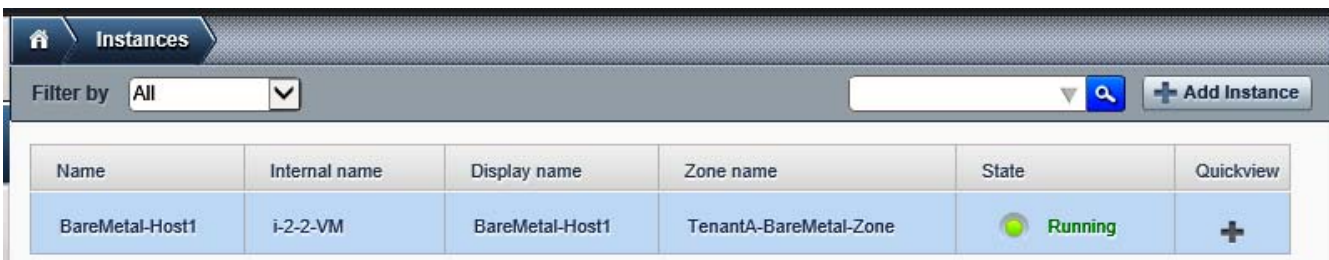 Instances
Filter by All Add Instance
Name Internal name Display name Zone name State Quickview
BareMetal-Host1 i-2-2-VM BareMetal-Host1 TenantA-BareMetal-Zone Running